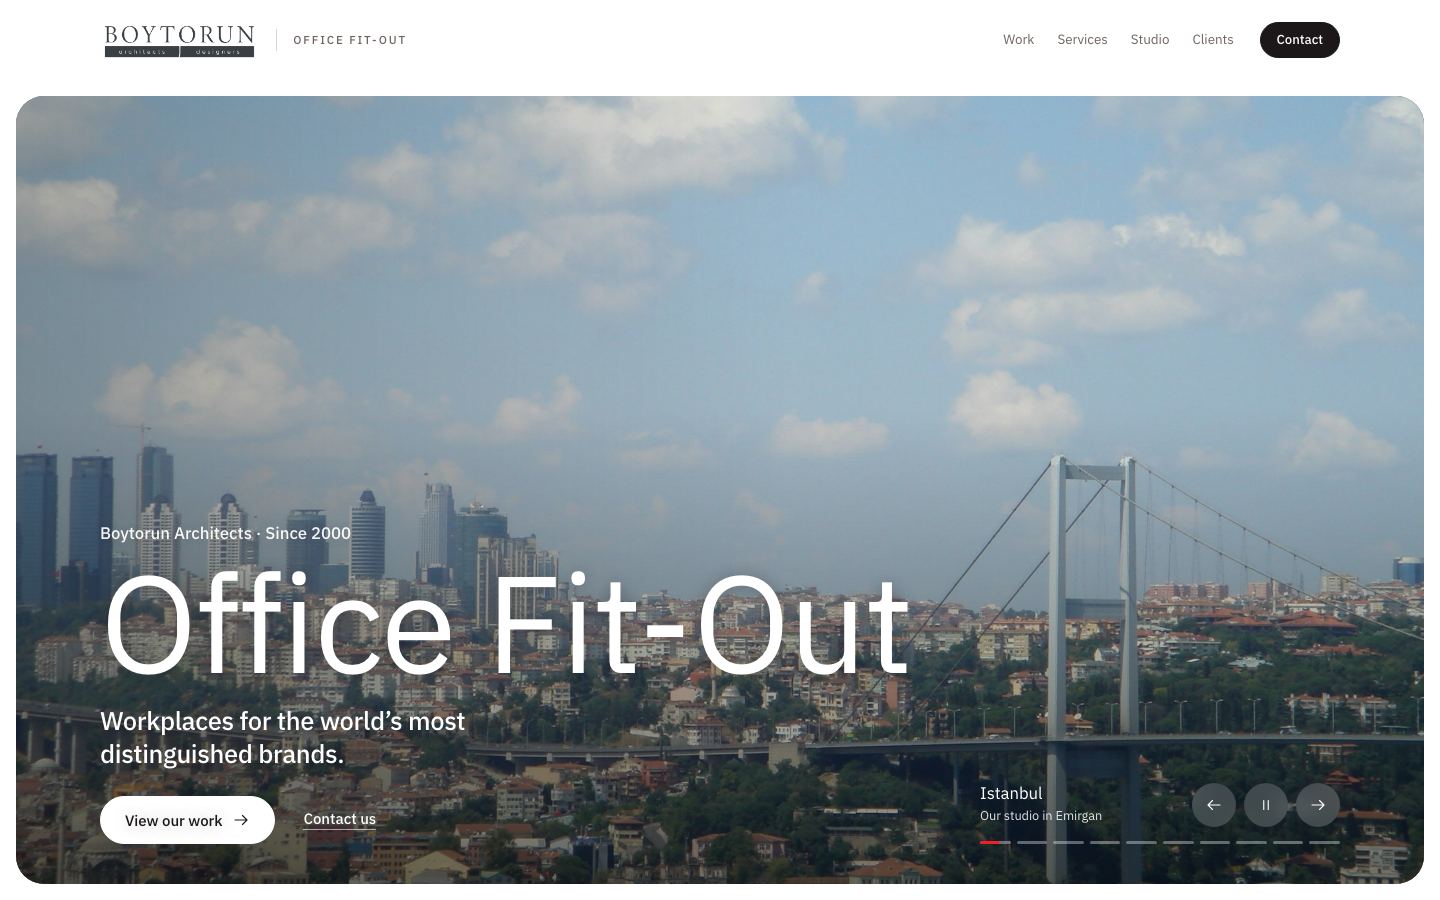 BOYTORUN
architects designers
OFFICE FIT-OUT
Work
Services
Studio
Clients
Contact
Boytorun Architects · Since 2000
Office Fit-Out
Workplaces for the world’s most
distinguished brands.
View our work
Contact us
Istanbul
Our studio in Emirgan